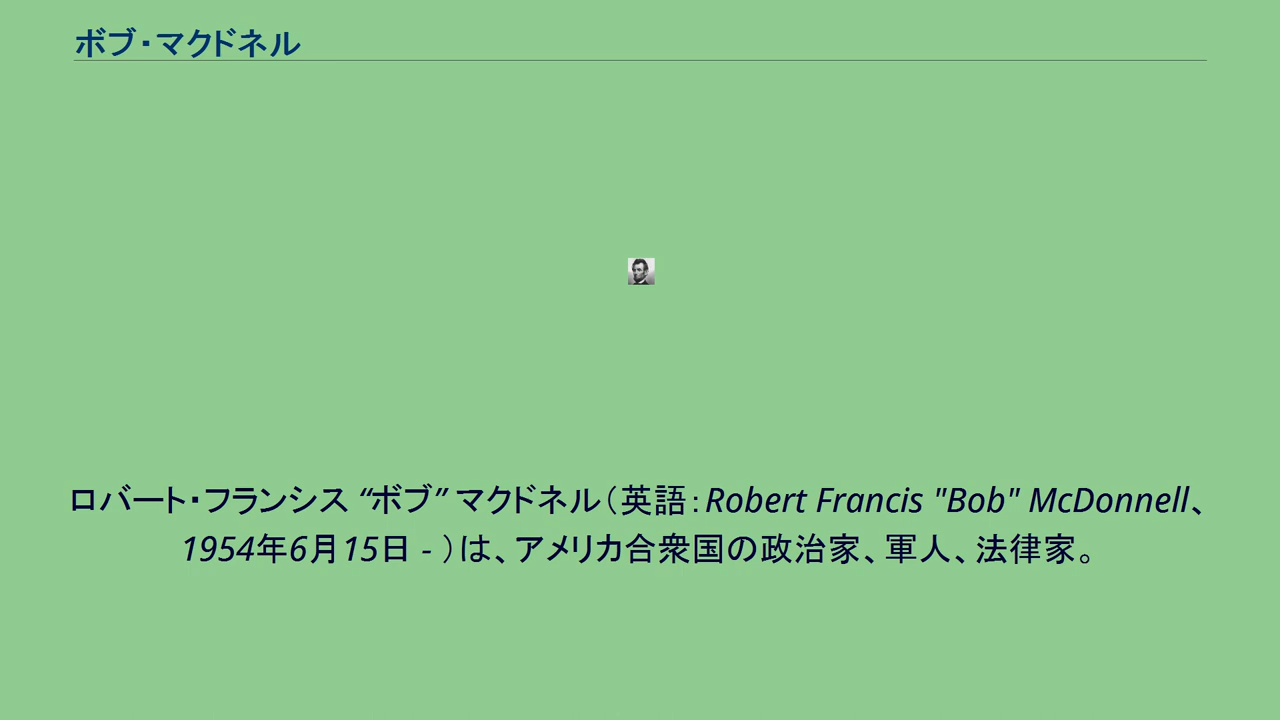 ボブ・マクドネル
ロバート・フランシス “ボブ” マクドネル（英語：Robert Francis "Bob" McDonnell、
1954年6月15日 - ）は、アメリカ合衆国の政治家、軍人、法律家。